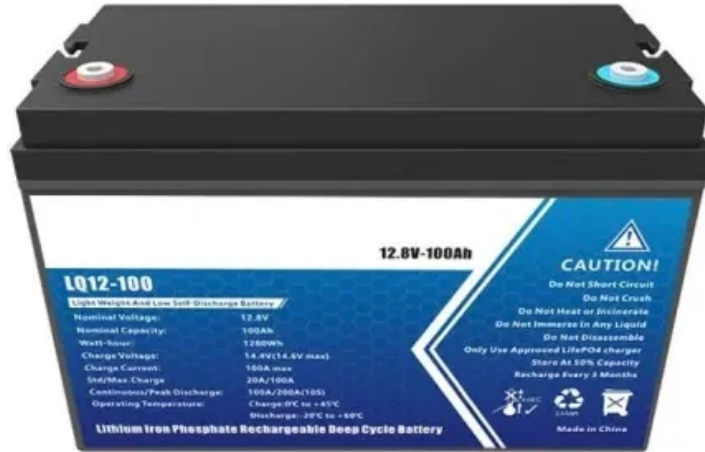 12.8V-100Ah
LQ12-100
Light Weight And Low Self-Discharge Battery
Nominal Voltage: 12.8V
Nominal Capacity: 100Ah
Watt-hour: 1280Wh
Charge Voltage: 14.4V(14.6V max)
Charge Current: 100A max
Std/Max.Charge 20A/100A
Continuous/Peak Discharge: 100A/200A(10S)
Operating Temperature: Charge:0℃ to +45℃
Discharge:-20℃ to +60℃
Lithium Iron Phosphate Rechargeable Deep Cycle Battery
CAUTION!
Do Not Short Circuit
Do Not Crush
Do Not Heat or Incinerate
Do Not Immerse In Any Liquid
Do Not Disassemble
Only Use Approved LifePO4 charger
Store At 50% Capacity
Recharge Every 3 Months
Li-ion
Made in China